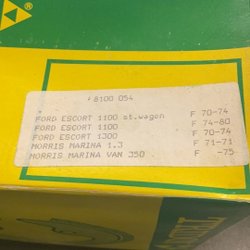 * 8100 054
FORD ESCORT 1100 st.wagon F 70-74
FORD ESCORT 1100 F 74-80
FORD ESCORT 1300 F 70-74
MORRIS MARINA 1.3 F 71-71
MORRIS MARINA VAN 350 F -75